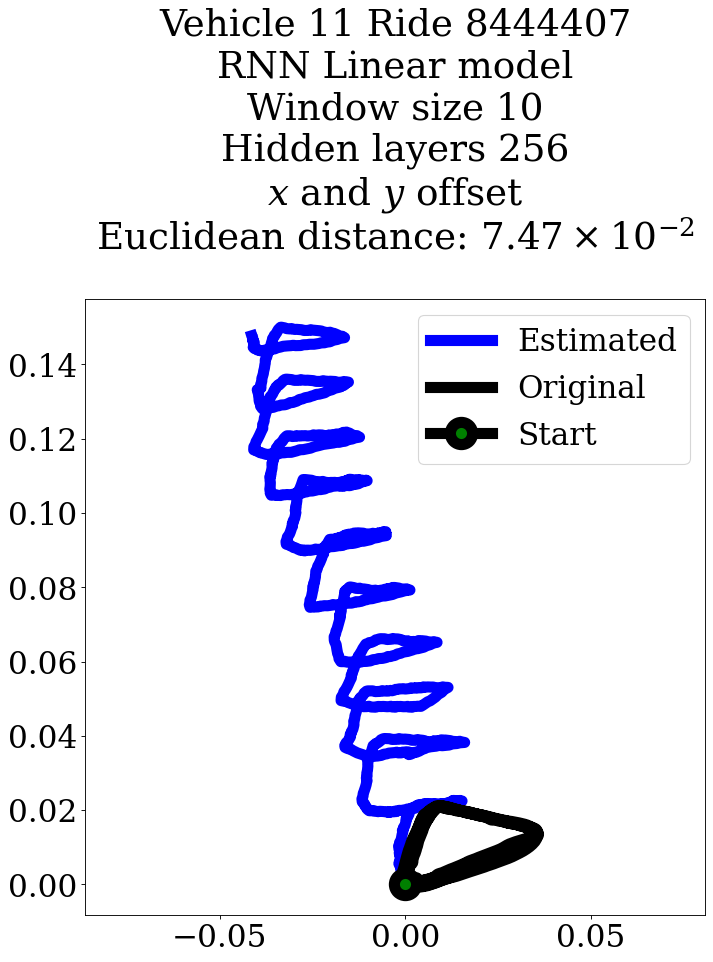 Vehicle 11 Ride 8444407
RNN Linear model
Window size 10
Hidden layers 256
x and y offset
Euclidean distance: 7.47 × 10⁻²
Estimated
Original
Start
0.14
0.12
0.10
0.08
0.06
0.04
0.02
0.00
−0.05 0.00 0.05